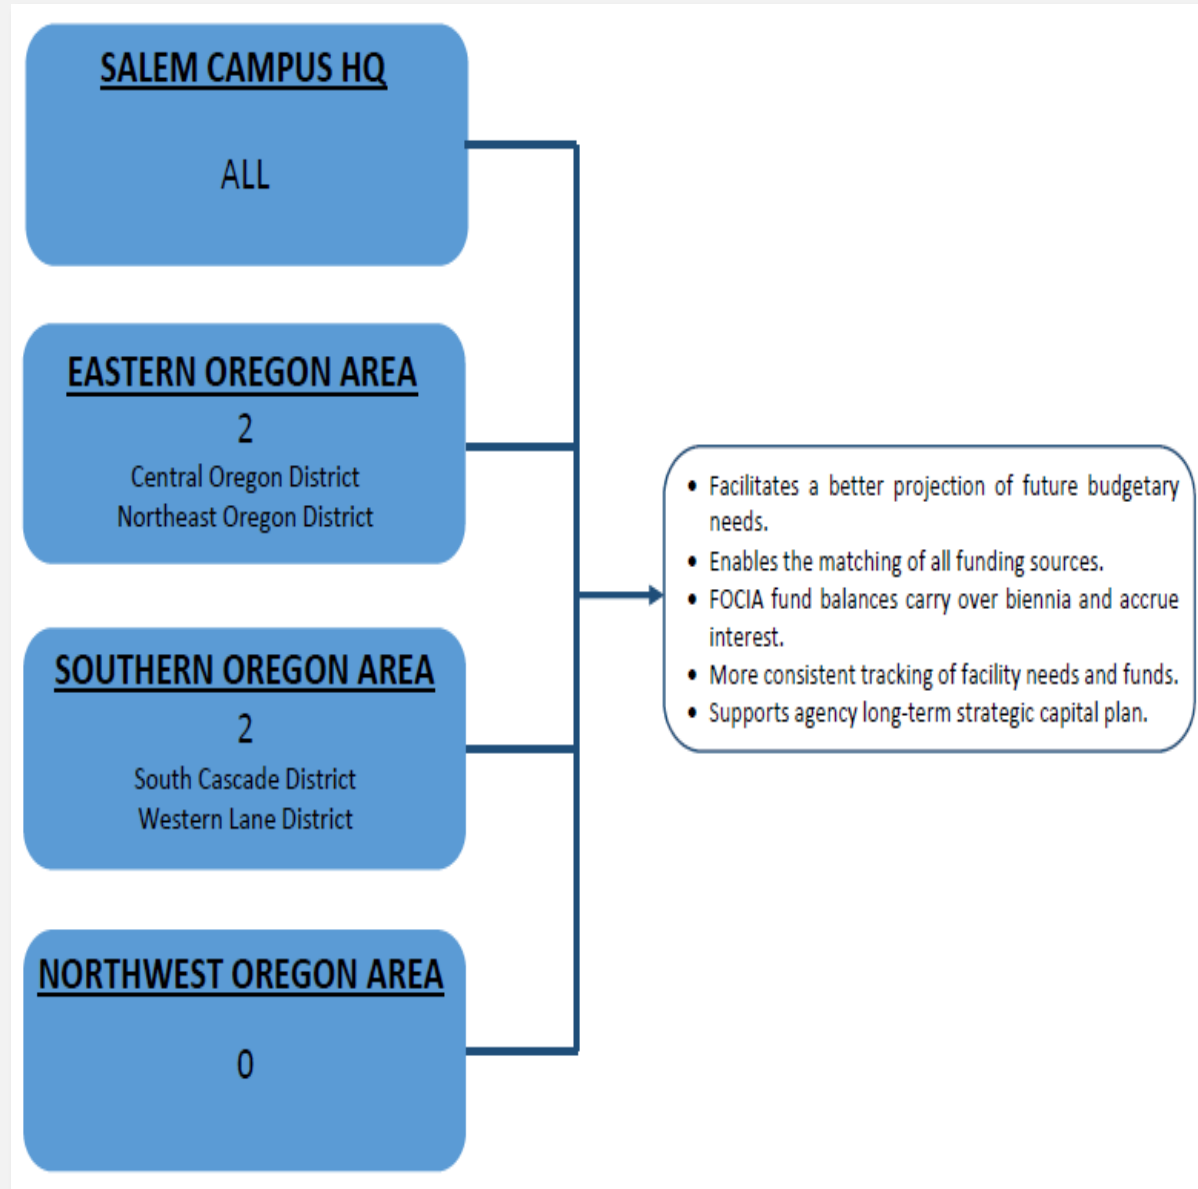 SALEM CAMPUS HQ
ALL
EASTERN OREGON AREA
2
Central Oregon District
Northeast Oregon District
SOUTHERN OREGON AREA
2
South Cascade District
Western Lane District
NORTHWEST OREGON AREA
0
• Facilitates a better projection of future budgetary
needs.
• Enables the matching of all funding sources.
• FOCIA fund balances carry over biennia and accrue
interest.
• More consistent tracking of facility needs and funds.
• Supports agency long-term strategic capital plan.